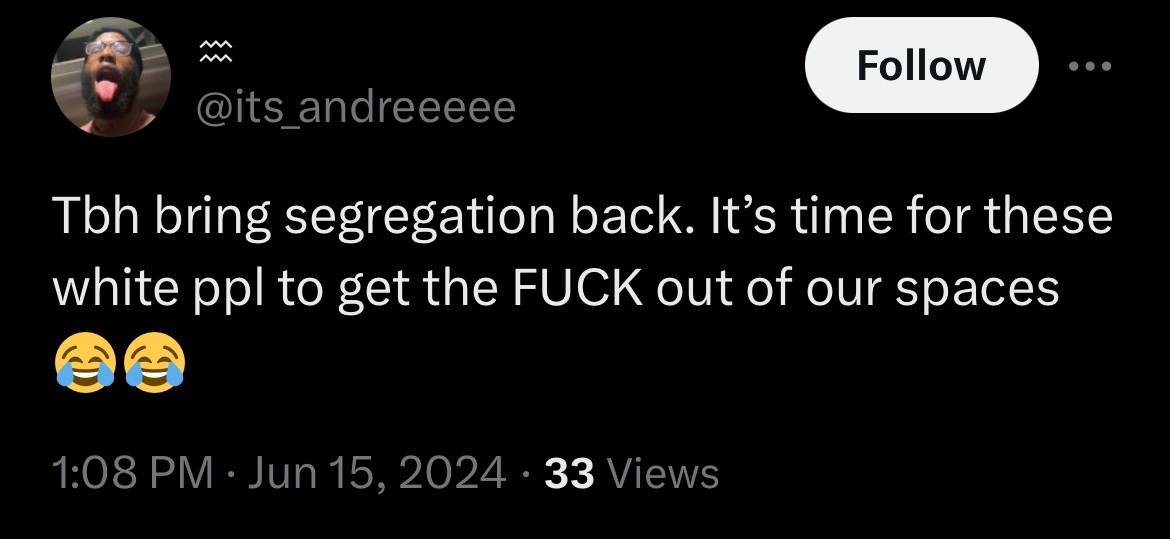 ♒︎
@its_andreeeee
Follow
Tbh bring segregation back. It’s time for these
white ppl to get the FUCK out of our spaces
😂😂
1:08 PM · Jun 15, 2024 · 33 Views